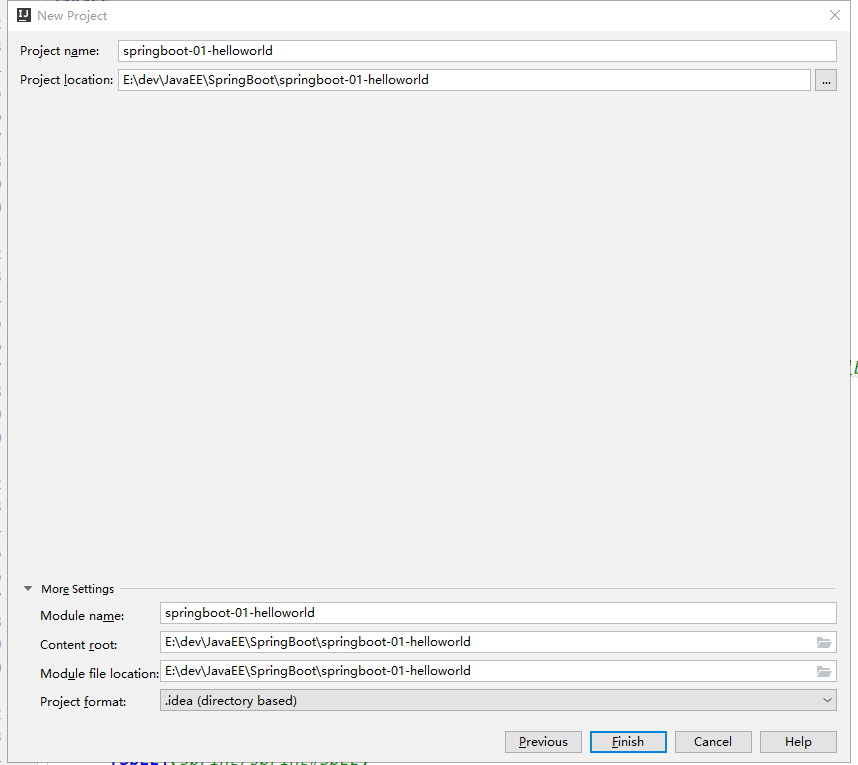 New Project
Project name: springboot-01-helloworld
Project location: E:\dev\JavaEE\SpringBoot\springboot-01-helloworld ...
More Settings
Module name: springboot-01-helloworld
Content root: E:\dev\JavaEE\SpringBoot\springboot-01-helloworld
Module file location: E:\dev\JavaEE\SpringBoot\springboot-01-helloworld
Project format: .idea (directory based)
Previous Finish Cancel Help